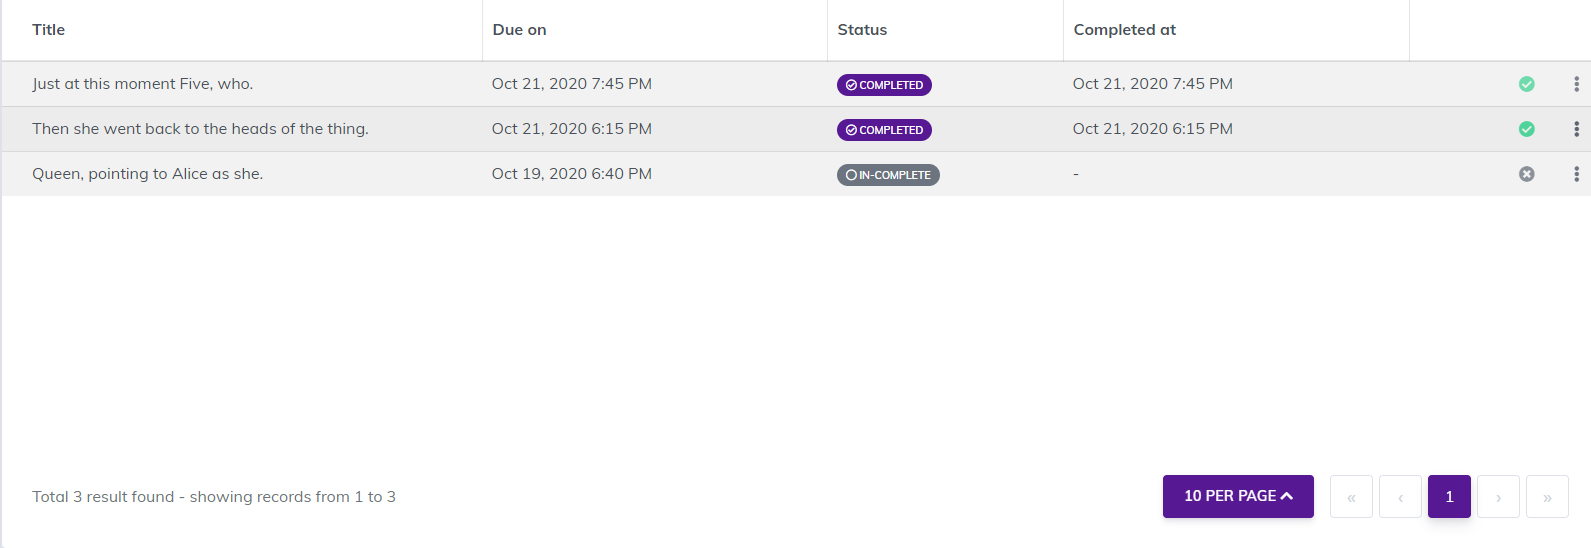 Title Due on Status Completed at
Just at this moment Five, who. Oct 21, 2020 7:45 PM COMPLETED Oct 21, 2020 7:45 PM
Then she went back to the heads of the thing. Oct 21, 2020 6:15 PM COMPLETED Oct 21, 2020 6:15 PM
Queen, pointing to Alice as she. Oct 19, 2020 6:40 PM IN-COMPLETE -
Total 3 result found - showing records from 1 to 3 10 PER PAGE « ‹ 1 › »